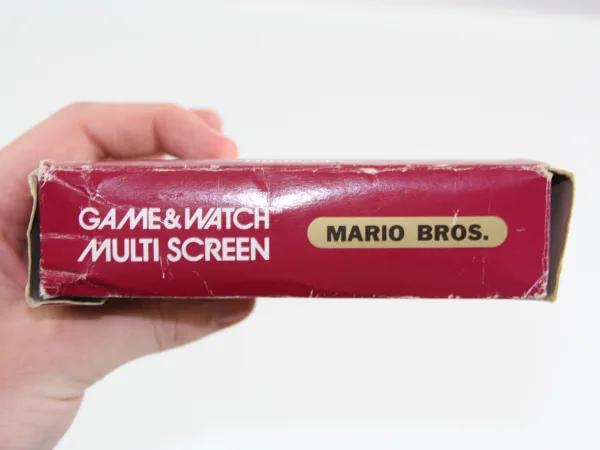 GAME&WATCH
MULTI SCREEN
MARIO BROS.